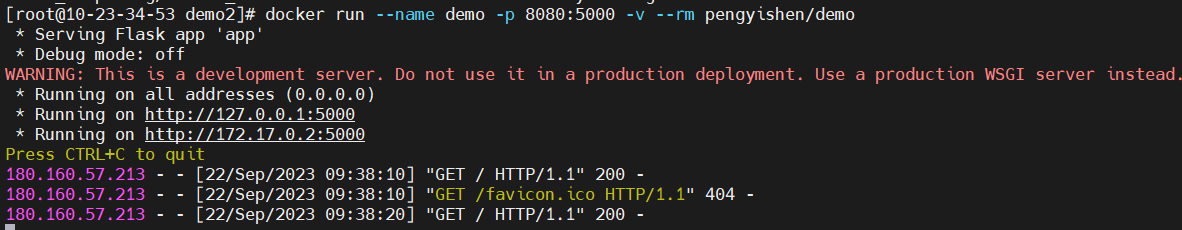 [root@10-23-34-53 demo2]# docker run --name demo -p 8080:5000 -v --rm pengyishen/demo
 * Serving Flask app 'app'
 * Debug mode: off
WARNING: This is a development server. Do not use it in a production deployment. Use a production WSGI server instead.
 * Running on all addresses (0.0.0.0)
 * Running on http://127.0.0.1:5000
 * Running on http://172.17.0.2:5000
Press CTRL+C to quit
180.160.57.213 - - [22/Sep/2023 09:38:10] "GET / HTTP/1.1" 200 -
180.160.57.213 - - [22/Sep/2023 09:38:10] "GET /favicon.ico HTTP/1.1" 404 -
180.160.57.213 - - [22/Sep/2023 09:38:20] "GET / HTTP/1.1" 200 -